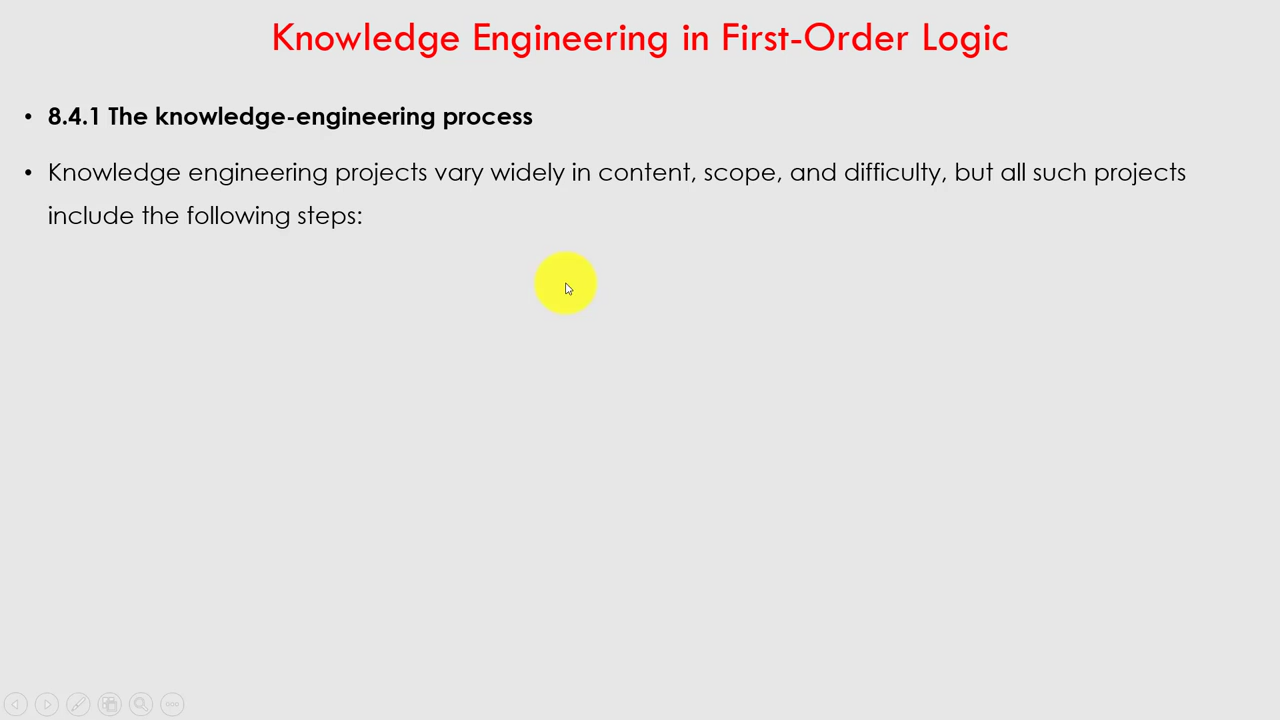 Knowledge Engineering in First-Order Logic
• 8.4.1 The knowledge-engineering process
• Knowledge engineering projects vary widely in content, scope, and difficulty, but all such projects
include the following steps: